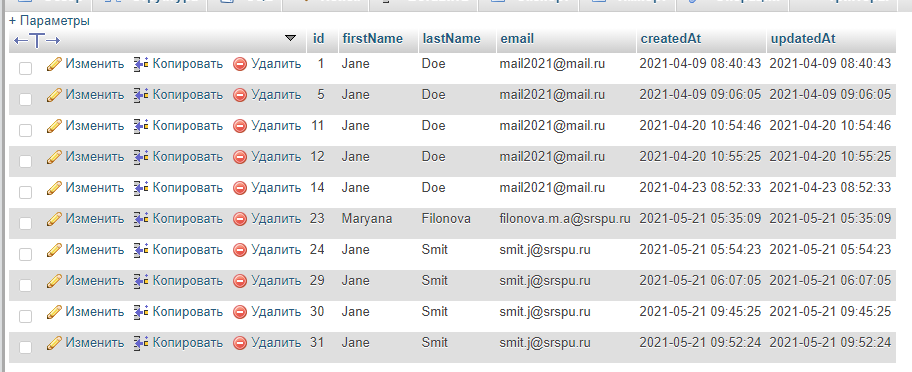 + Параметры
←T→ id firstName lastName email createdAt updatedAt
Изменить Копировать Удалить 1 Jane Doe mail2021@mail.ru 2021-04-09 08:40:43 2021-04-09 08:40:43
Изменить Копировать Удалить 5 Jane Doe mail2021@mail.ru 2021-04-09 09:06:05 2021-04-09 09:06:05
Изменить Копировать Удалить 11 Jane Doe mail2021@mail.ru 2021-04-20 10:54:46 2021-04-20 10:54:46
Изменить Копировать Удалить 12 Jane Doe mail2021@mail.ru 2021-04-20 10:55:25 2021-04-20 10:55:25
Изменить Копировать Удалить 14 Jane Doe mail2021@mail.ru 2021-04-23 08:52:33 2021-04-23 08:52:33
Изменить Копировать Удалить 23 Maryana Filonova filonova.m.a@srspu.ru 2021-05-21 05:35:09 2021-05-21 05:35:09
Изменить Копировать Удалить 24 Jane Smit smit.j@srspu.ru 2021-05-21 05:54:23 2021-05-21 05:54:23
Изменить Копировать Удалить 29 Jane Smit smit.j@srspu.ru 2021-05-21 06:07:05 2021-05-21 06:07:05
Изменить Копировать Удалить 30 Jane Smit smit.j@srspu.ru 2021-05-21 09:45:25 2021-05-21 09:45:25
Изменить Копировать Удалить 31 Jane Smit smit.j@srspu.ru 2021-05-21 09:52:24 2021-05-21 09:52:24